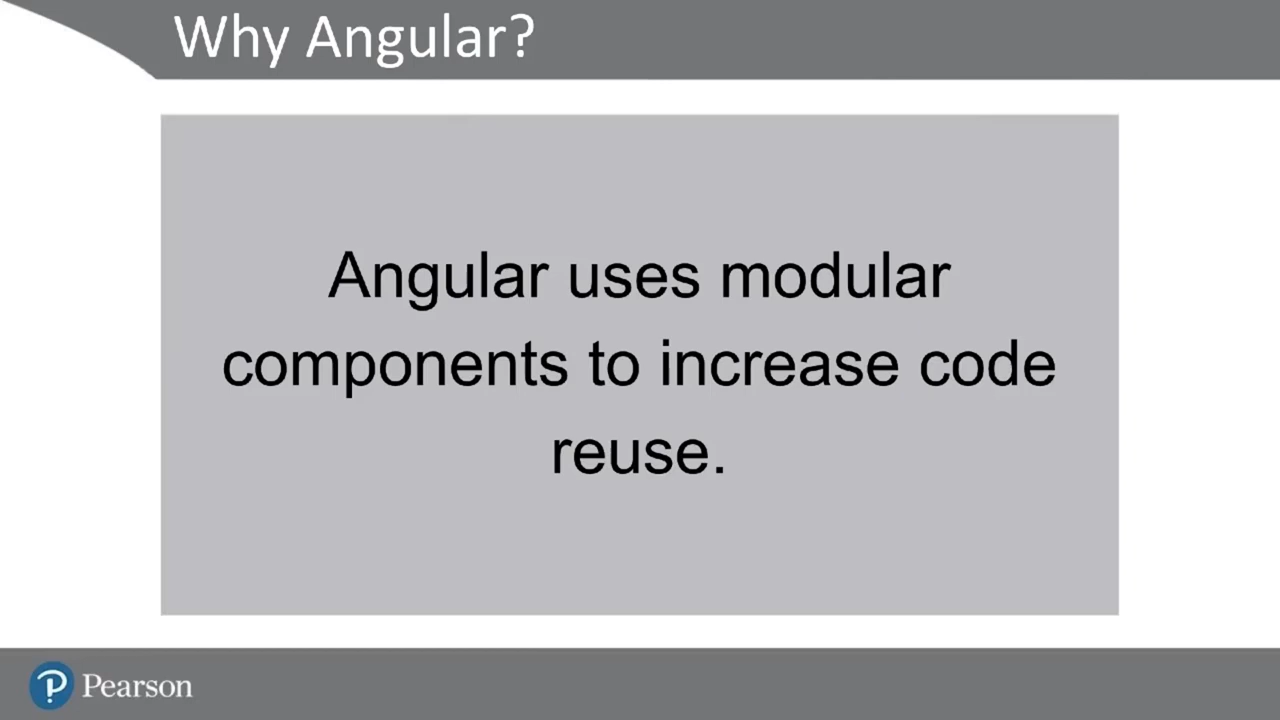 Why Angular?
Angular uses modular
components to increase code
reuse.
Pearson